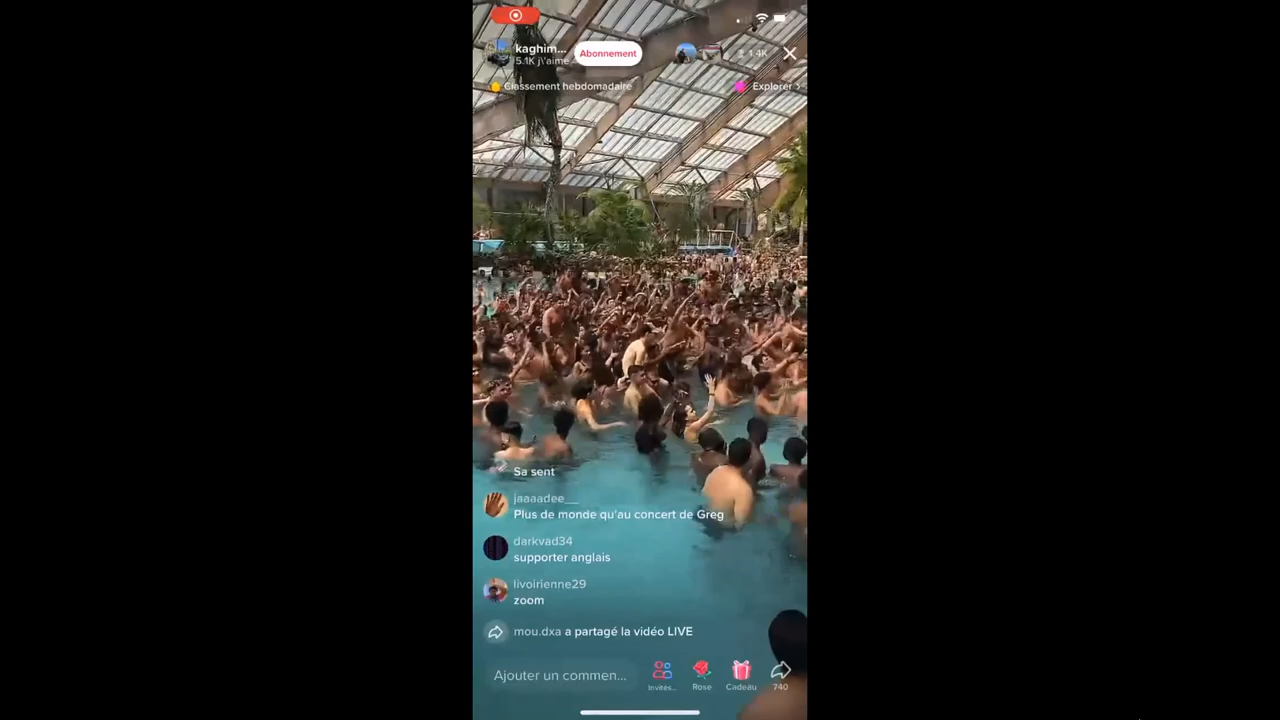 kaghim...
Abonnement
1.4K
5.1K j\'aime
Classement hebdomadaire
Explorer
Sa sent
jaaaadee__
Plus de monde qu'au concert de Greg
darkvad34
supporter anglais
livoirienne29
zoom
mou.dxa a partagé la vidéo LIVE
Ajouter un commen...
Invités...
Rose
Cadeau
740